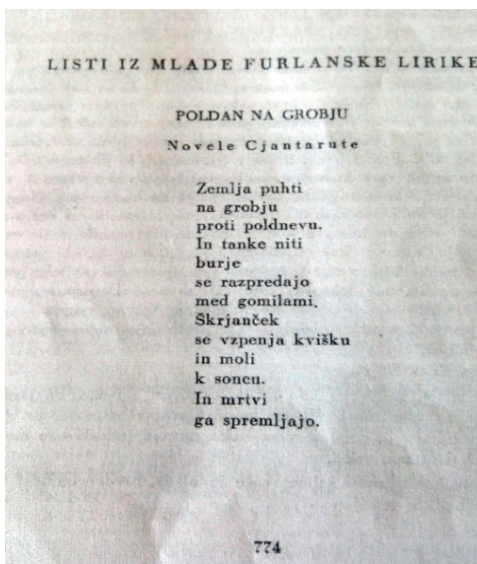 LISTI IZ MLADE FURLANSKE LIRIKE
POLDAN NA GROBJU
Novele Cjantarute
Zemlja puhti
na grobju
proti poldnevu.
In tanke niti
burje
se razpredajo
med gomilami.
Škrjanček
se vzpenja kvišku
in moli
k soncu.
In mrtvi
ga spremljajo.
774